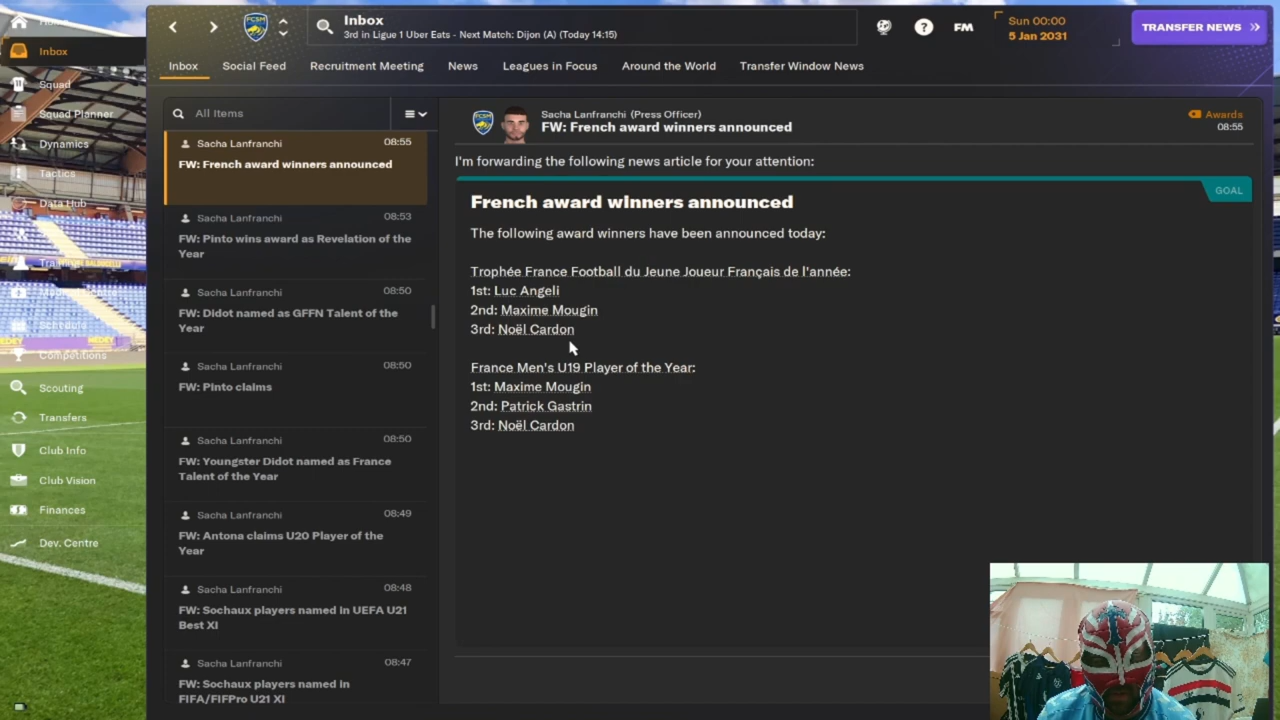 Inbox
3rd in Ligue 1 Uber Eats - Next Match: Dijon (A) (Today 14:15)
FCSM
?
FM
Sun 00:00
5 Jan 2031
TRANSFER NEWS
Inbox
Squad
Squad Planner
Dynamics
Tactics
Data Hub
Schedule
Competitions
Scouting
Transfers
Club Info
Club Vision
Finances
Dev. Centre
Inbox
Social Feed
Recruitment Meeting
News
Leagues in Focus
Around the World
Transfer Window News
All Items
Sacha Lanfranchi 08:55
FW: French award winners announced
Sacha Lanfranchi 08:53
FW: Pinto wins award as Revelation of the
Year
Sacha Lanfranchi 08:50
FW: Didot named as GFFN Talent of the
Year
Sacha Lanfranchi 08:50
FW: Pinto claims
Sacha Lanfranchi 08:50
FW: Youngster Didot named as France
Talent of the Year
Sacha Lanfranchi 08:49
FW: Antona claims U20 Player of the
Year
Sacha Lanfranchi 08:48
FW: Sochaux players named in UEFA U21
Best XI
Sacha Lanfranchi 08:47
FW: Sochaux players named in
FIFA/FIFPro U21 XI
FCSM
Sacha Lanfranchi (Press Officer)
FW: French award winners announced
Awards
08:55
I'm forwarding the following news article for your attention:
GOAL
French award winners announced
The following award winners have been announced today:
Trophée France Football du Jeune Joueur Français de l'année:
1st: Luc Angeli
2nd: Maxime Mougin
3rd: Noël Cardon
France Men's U19 Player of the Year:
1st: Maxime Mougin
2nd: Patrick Gastrin
3rd: Noël Cardon